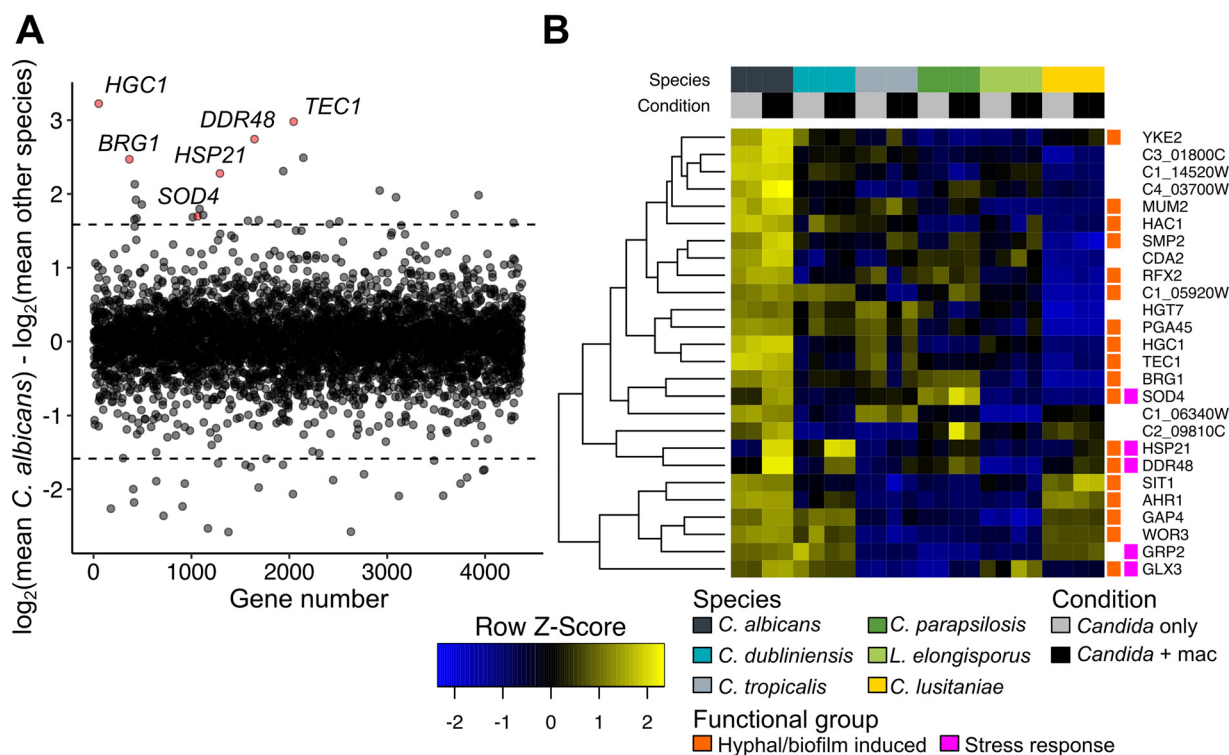 A
log2(mean C. albicans) - log2(mean other species)
3
2
1
0
-1
-2
HGC1
TEC1
DDR48
BRG1
HSP21
SOD4
0
1000
2000
3000
4000
Gene number
B
Species
Condition
YKE2
C3_01800C
C1_14520W
C4_03700W
MUM2
HAC1
SMP2
CDA2
RFX2
C1_05920W
HGT7
PGA45
HGC1
TEC1
BRG1
SOD4
C1_06340W
C2_09810C
HSP21
DDR48
SIT1
AHR1
GAP4
WOR3
GRP2
GLX3
Row Z-Score
-2
-1
0
1
2
Species
C. albicans
C. dubliniensis
C. tropicalis
C. parapsilosis
L. elongisporus
C. lusitaniae
Condition
Candida only
Candida + mac
Functional group
Hyphal/biofilm induced
Stress response